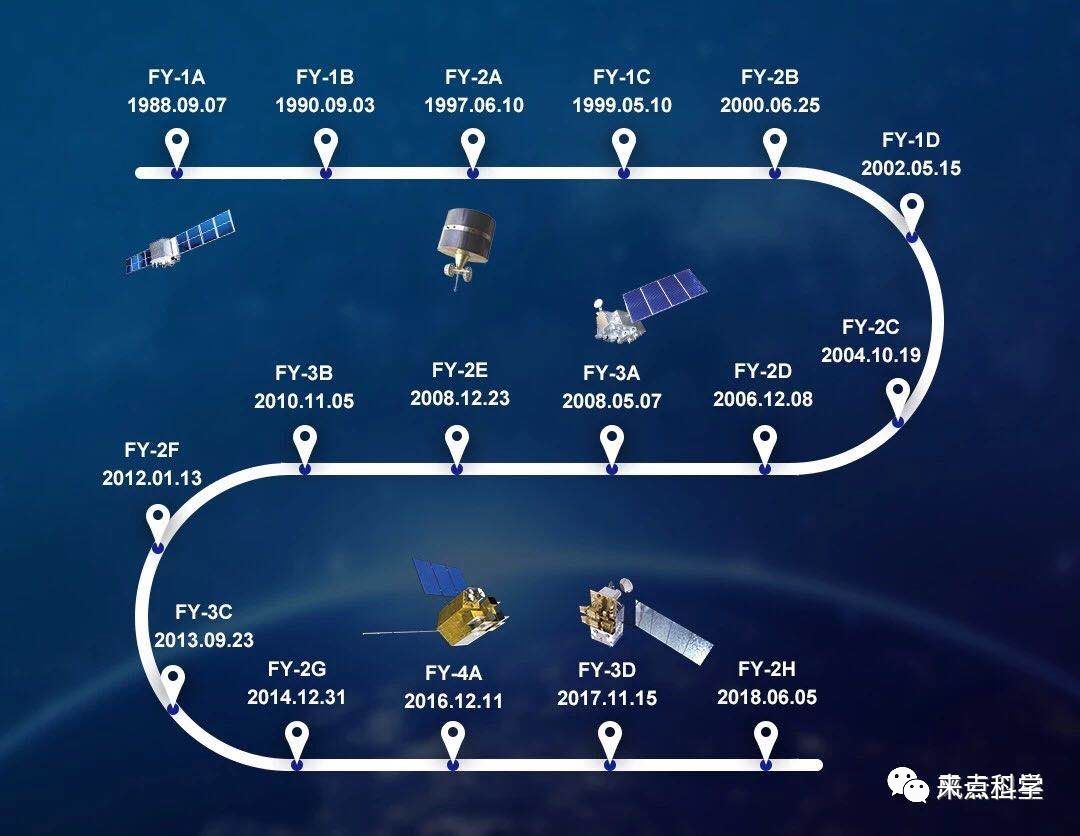 FY-1A
1988.09.07
FY-1B
1990.09.03
FY-2A
1997.06.10
FY-1C
1999.05.10
FY-2B
2000.06.25
FY-1D
2002.05.15
FY-2C
2004.10.19
FY-2D
2006.12.08
FY-3A
2008.05.07
FY-2E
2008.12.23
FY-3B
2010.11.05
FY-2F
2012.01.13
FY-3C
2013.09.23
FY-2G
2014.12.31
FY-4A
2016.12.11
FY-3D
2017.11.15
FY-2H
2018.06.05
来点科学